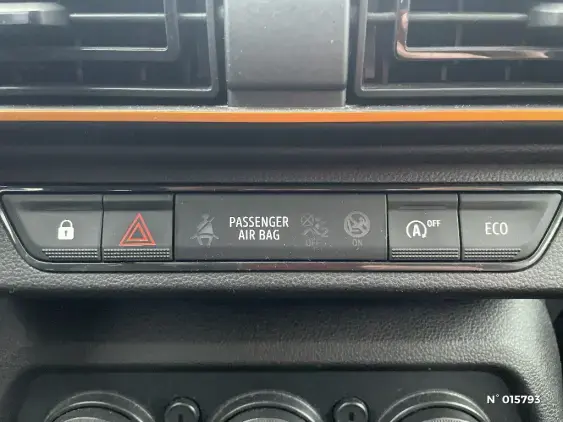 PASSENGER
AIR BAG
OFF
ON
A OFF
ECO
N° 015793